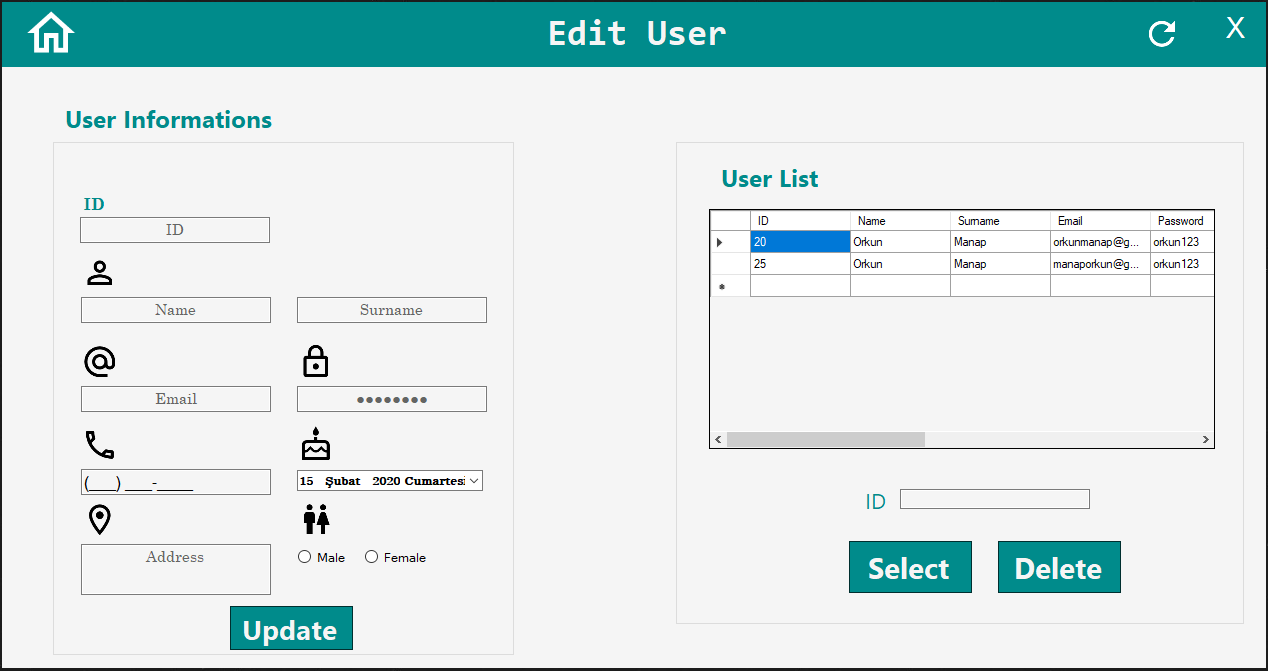 Edit User
X
User Informations
ID
ID
Name Surname
Email ●●●●●●●●
(___) ___-____ 15 Şubat 2020 Cumartesi
Address
Male Female
Update
User List
ID Name Surname Email Password
20 Orkun Manap orkunmanap@g... orkun123
25 Orkun Manap manaporkun@g... orkun123
ID
Select Delete